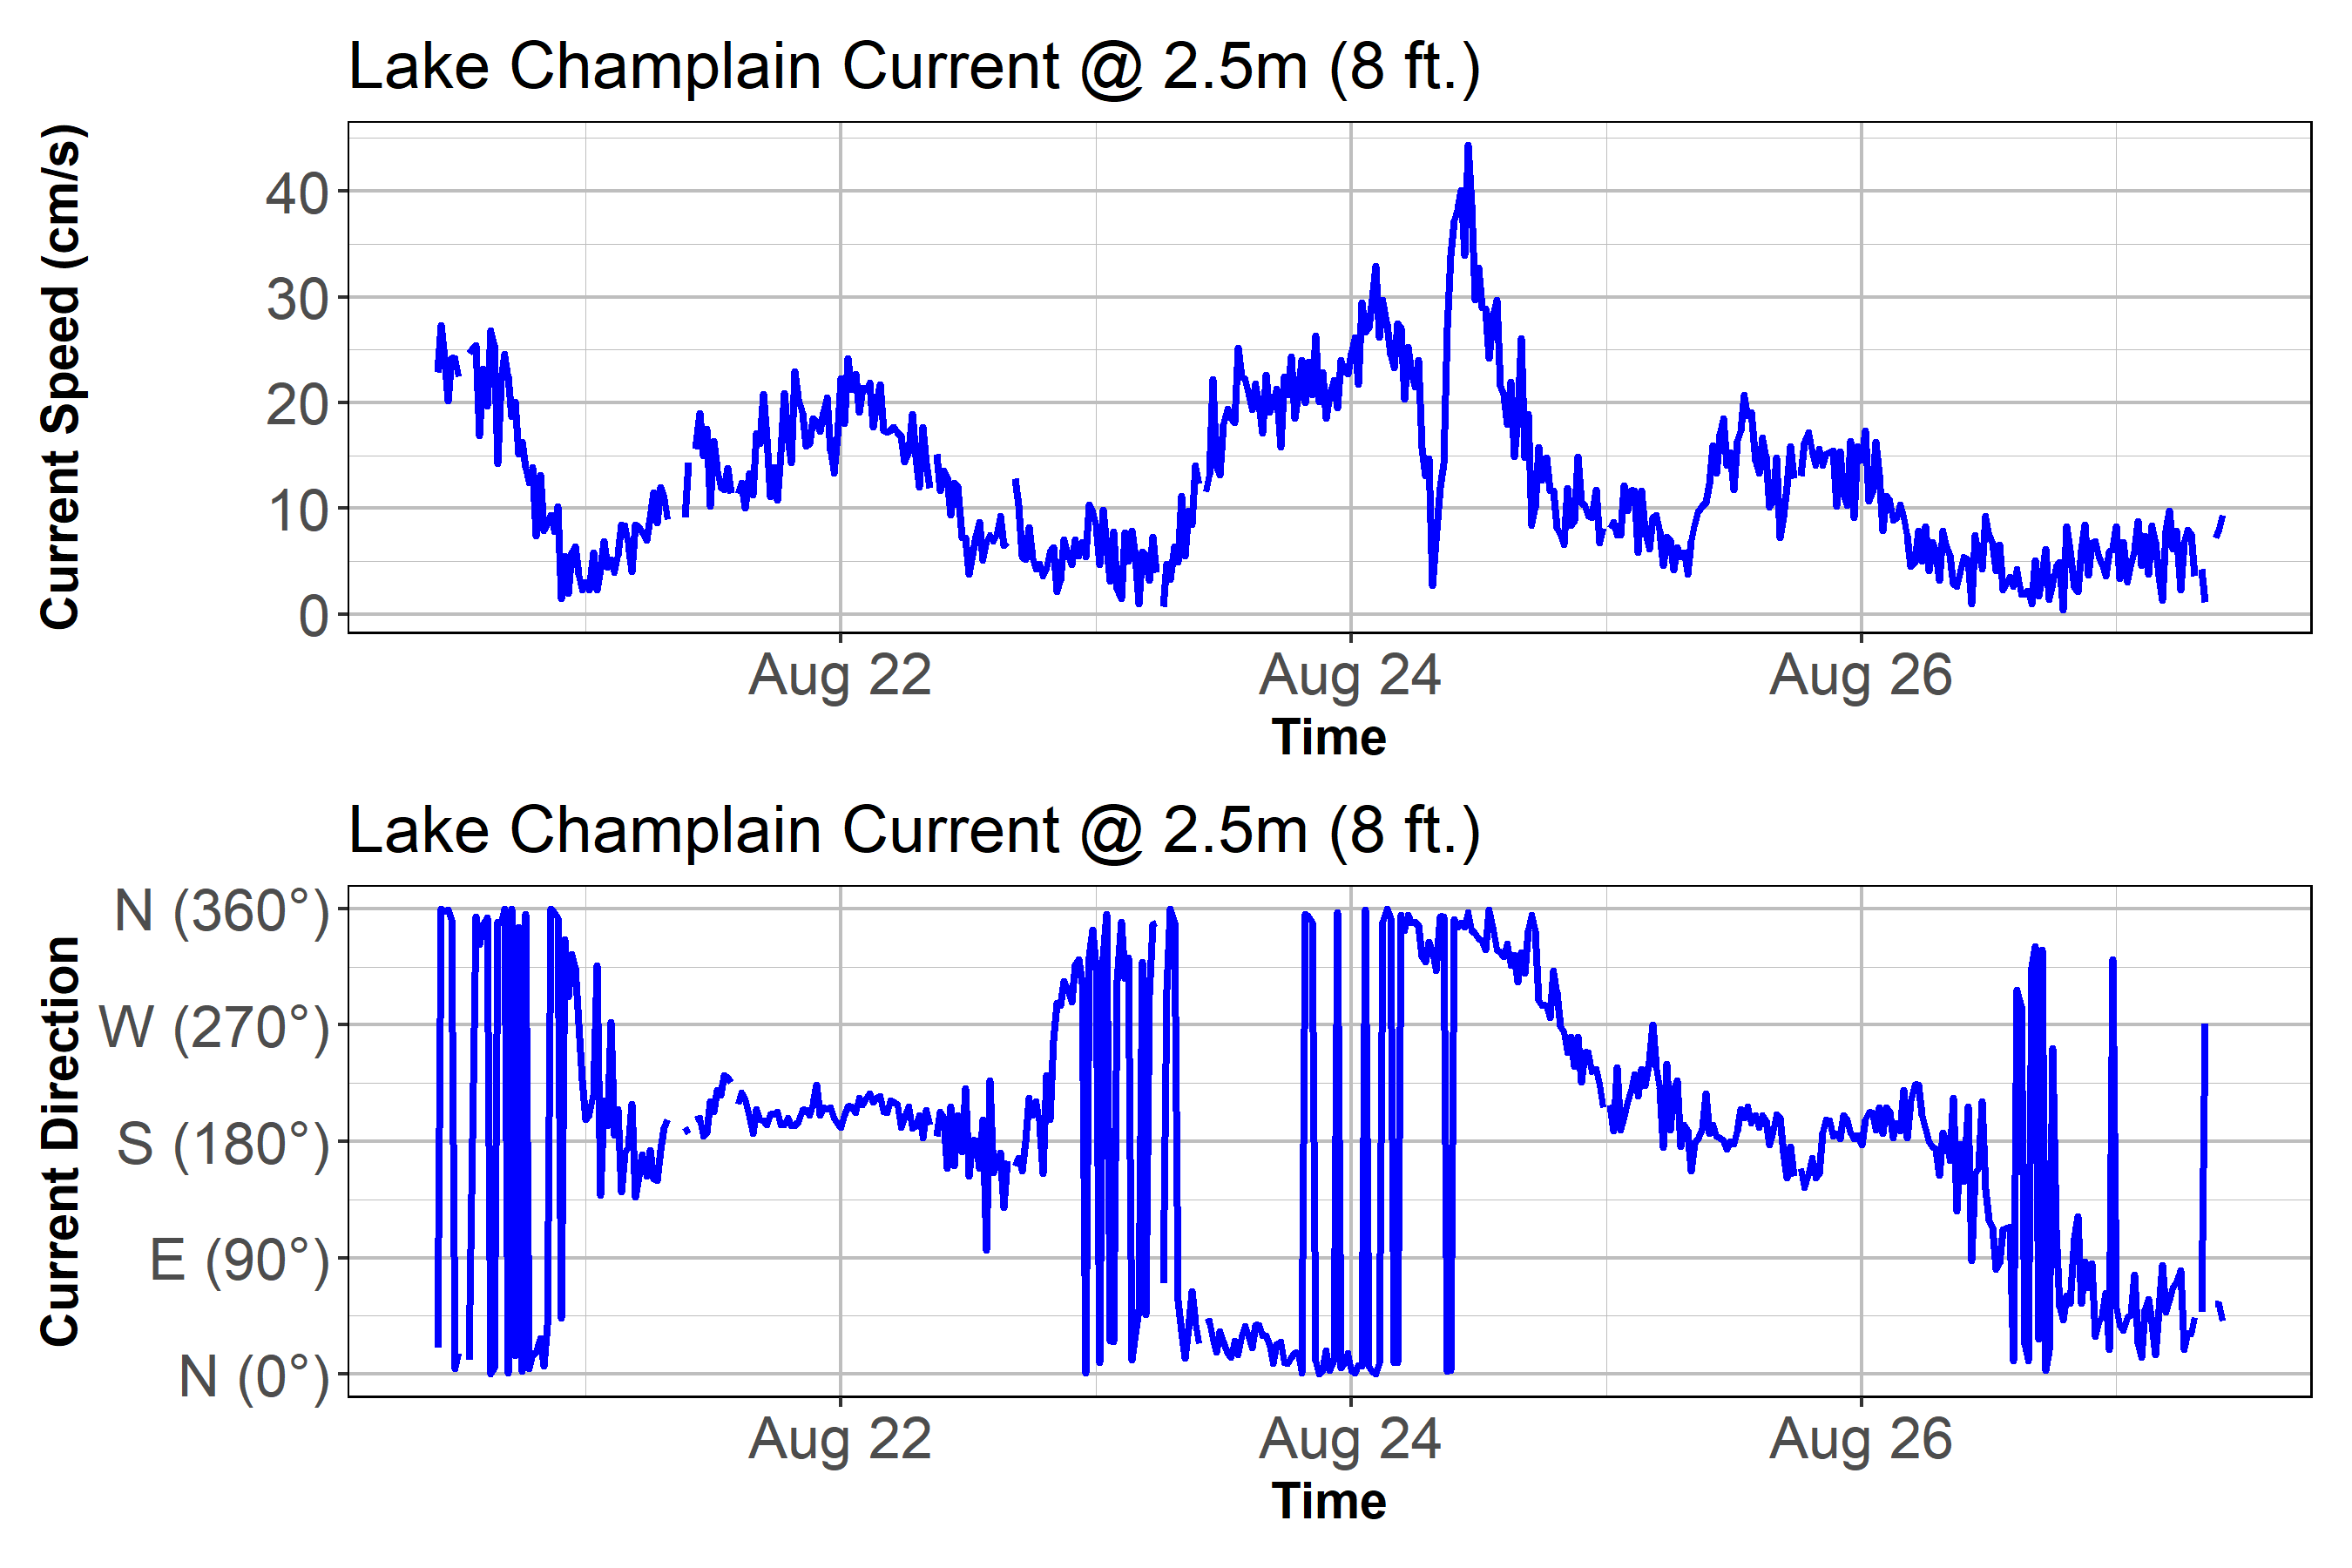 Lake Champlain Current @ 2.5m (8 ft.)
Current Speed (cm/s)
40
30
20
10
0
Aug 22 Aug 24 Aug 26
Time
Lake Champlain Current @ 2.5m (8 ft.)
Current Direction
N (360°)
W (270°)
S (180°)
E (90°)
N (0°)
Aug 22 Aug 24 Aug 26
Time